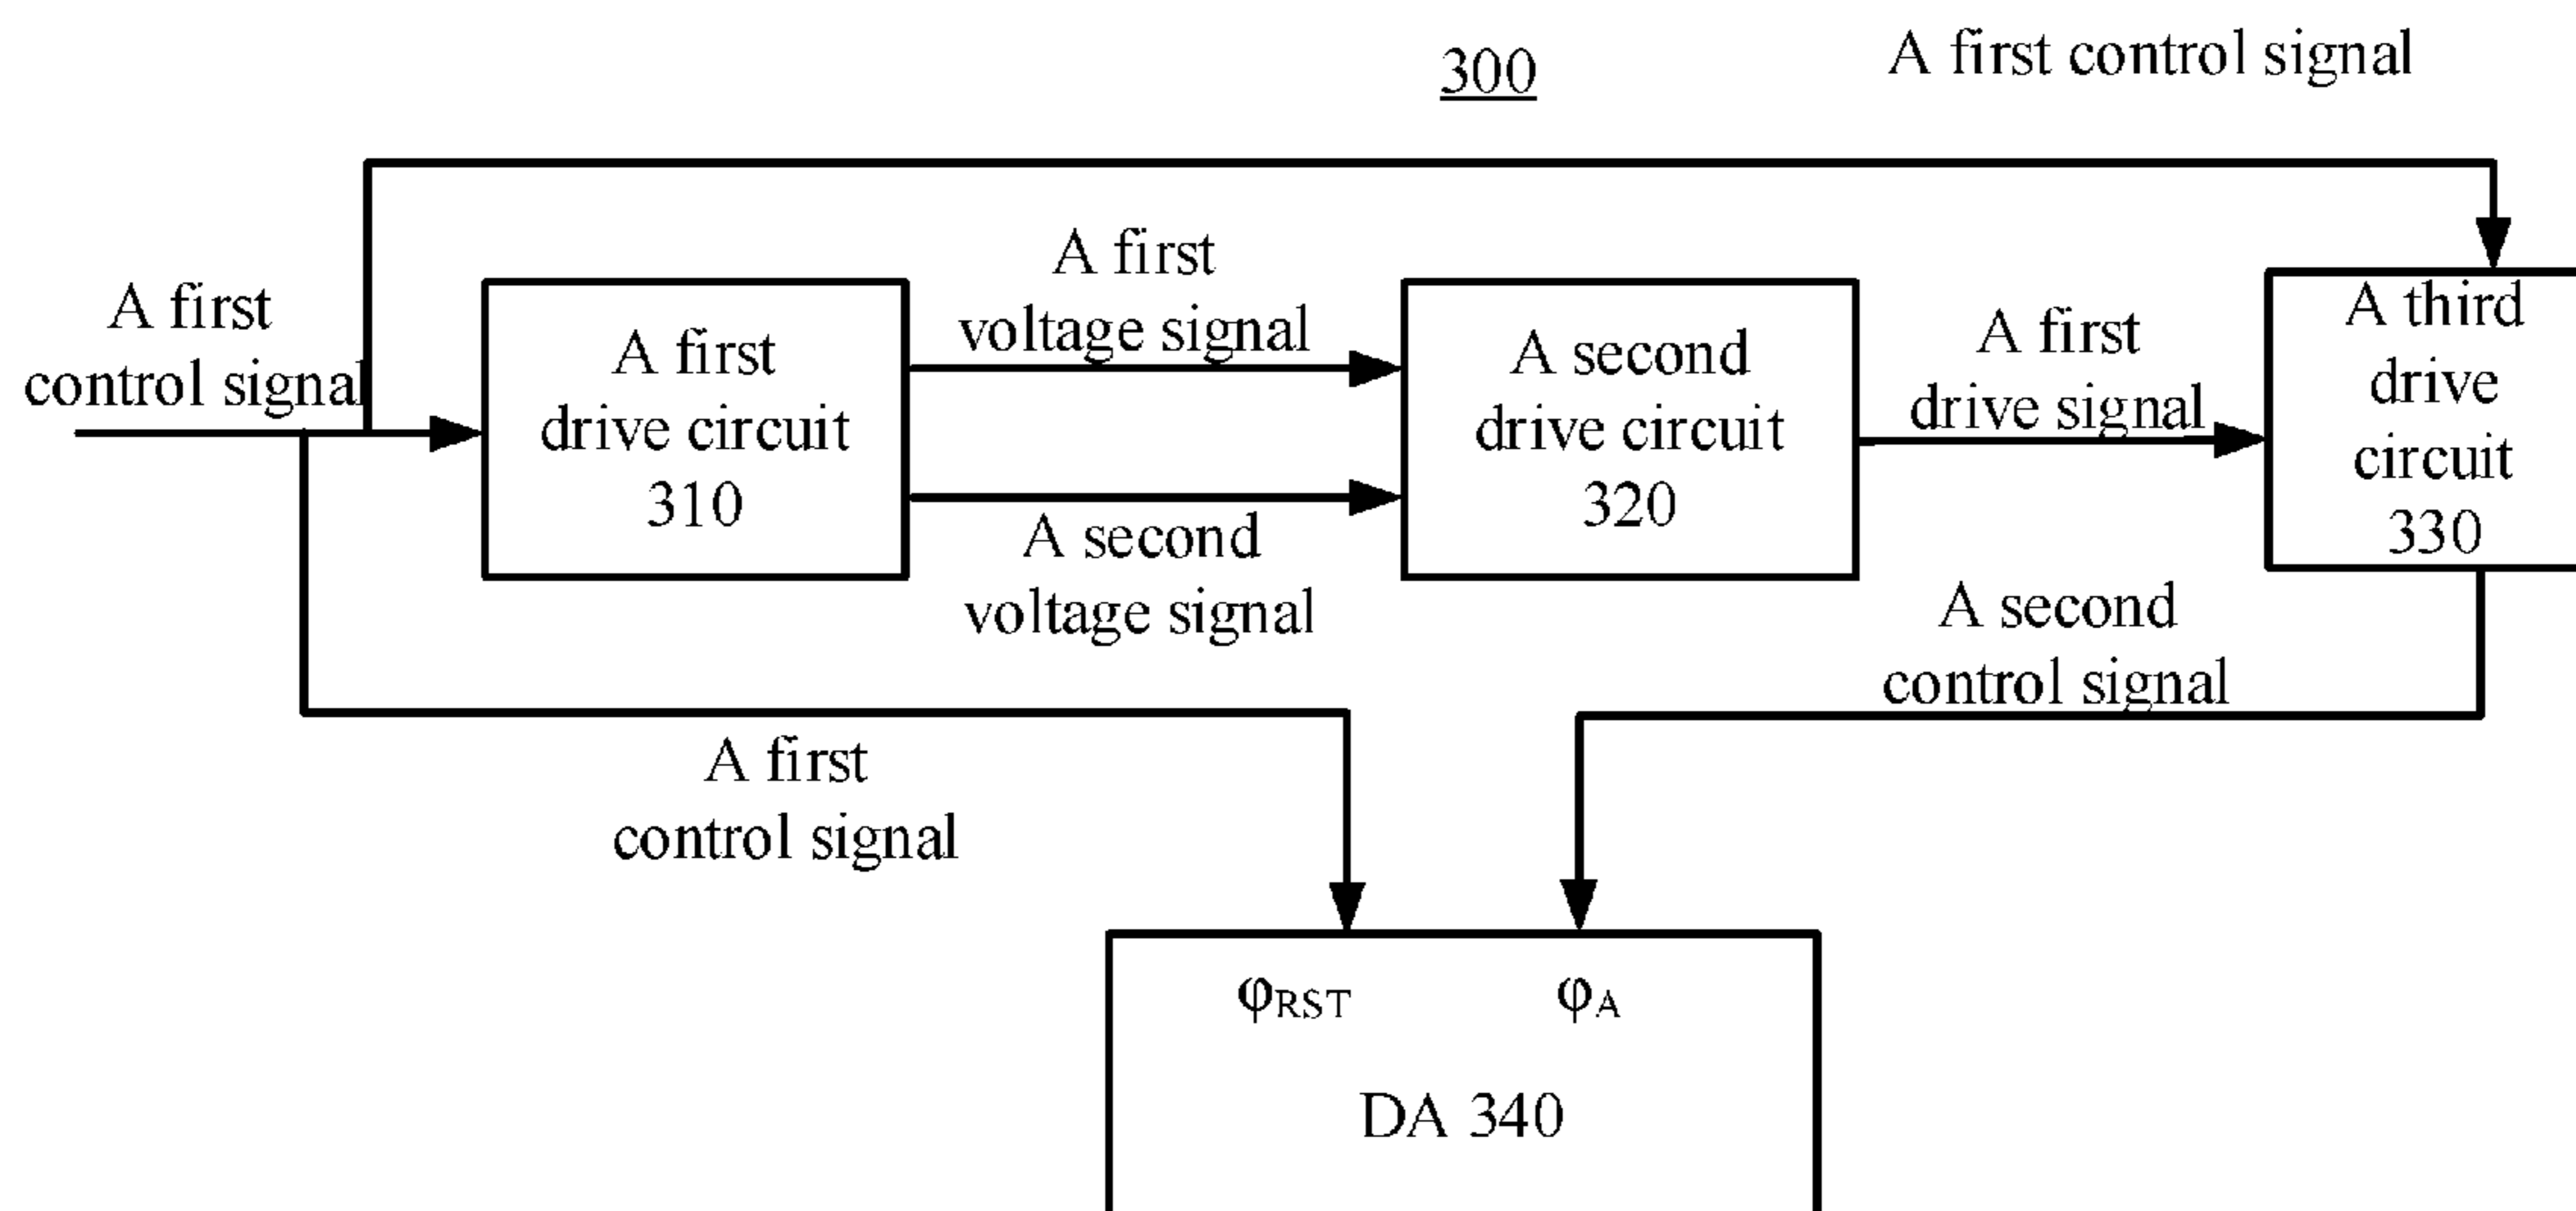 300
A first control signal
A first
control signal
A first
drive circuit
310
A first
voltage signal
A second
voltage signal
A second
drive circuit
320
A first
drive signal
A third
drive
circuit
330
A second
control signal
A first
control signal
φRST
φA
DA 340